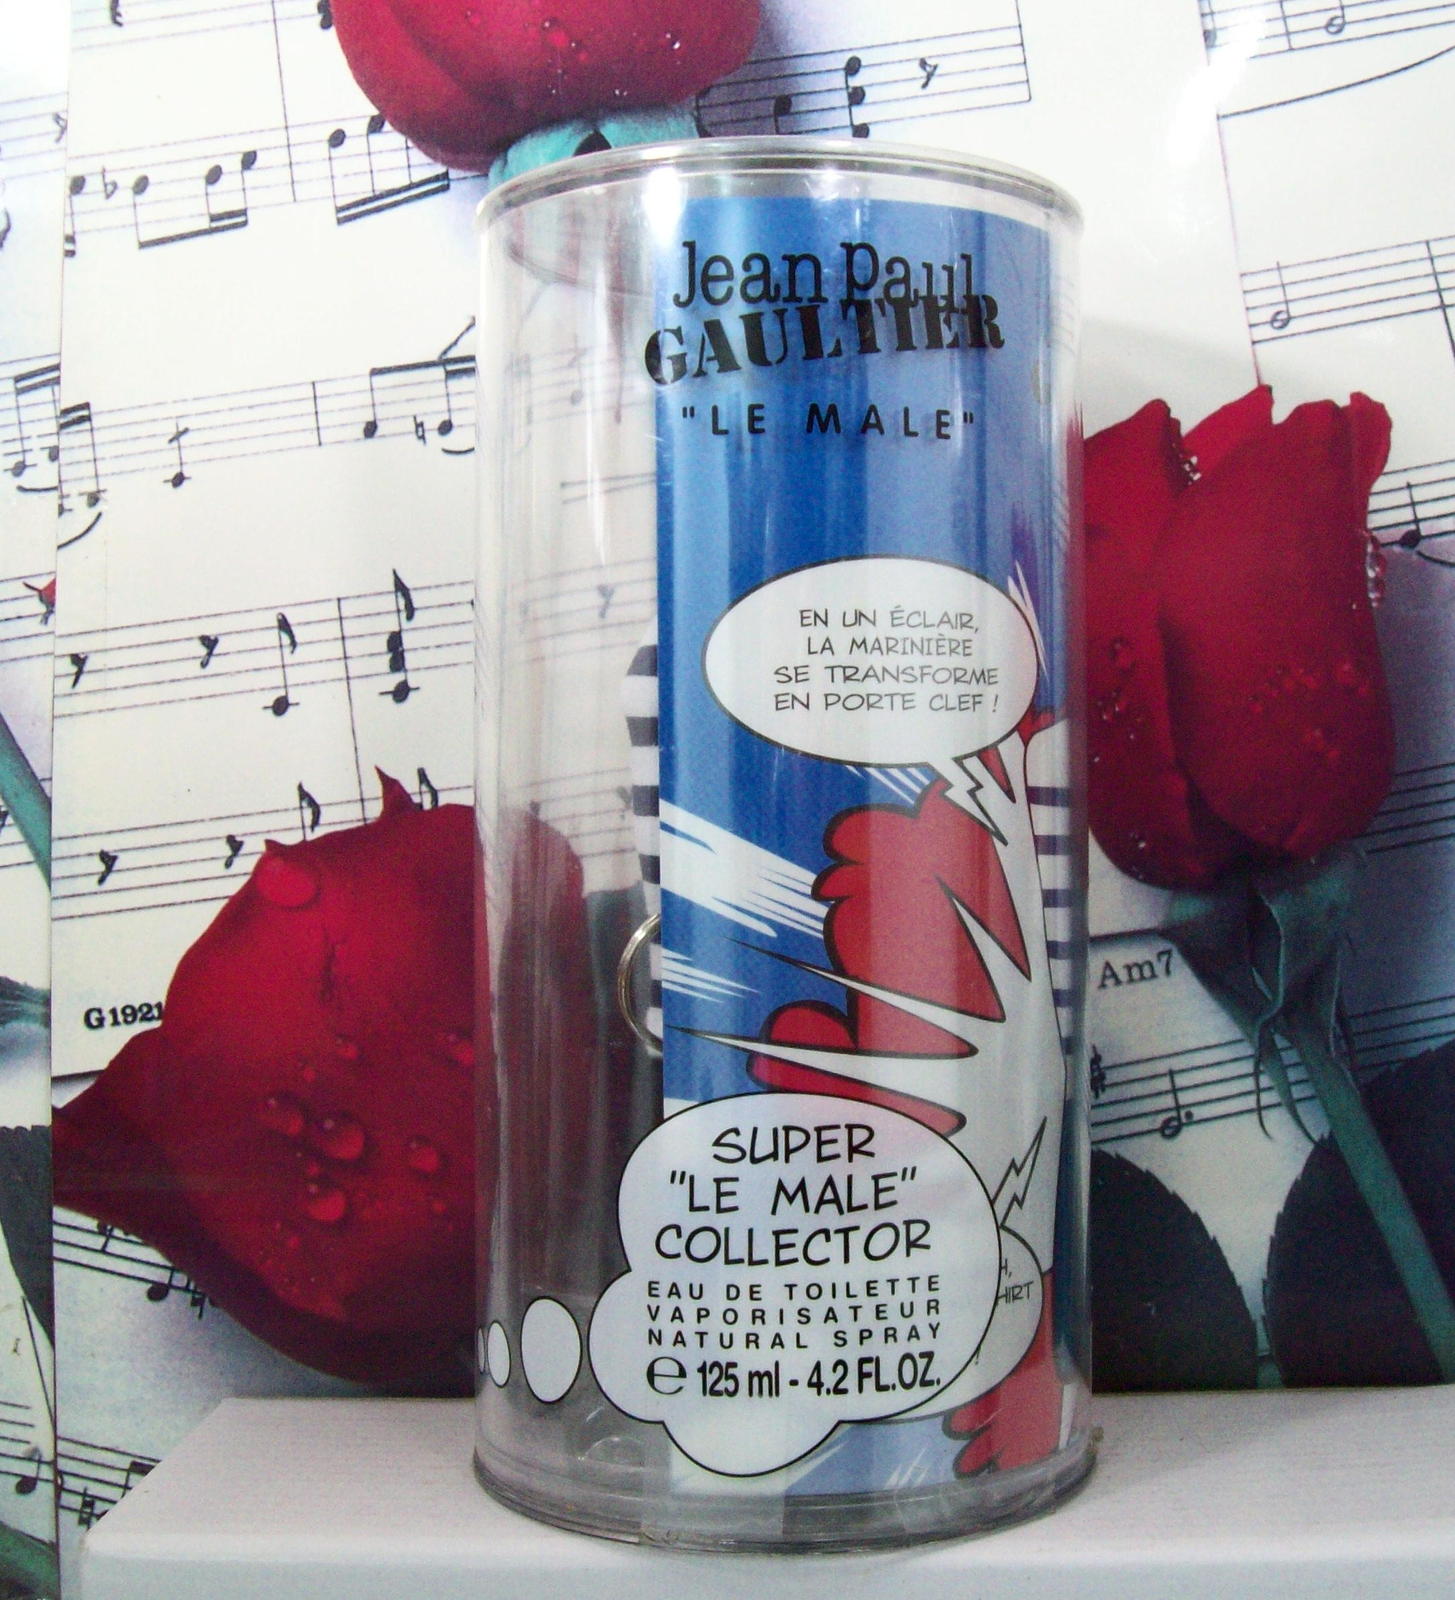 Jean Paul
GAULTIER
"LE MALE"
EN UN ÉCLAIR,
LA MARINIÈRE
SE TRANSFORME
EN PORTE CLEF !
SUPER
"LE MALE"
COLLECTOR
EAU DE TOILETTE
VAPORISATEUR
NATURAL SPRAY
℮ 125 ml - 4.2 FL.OZ.
G1921
Am7